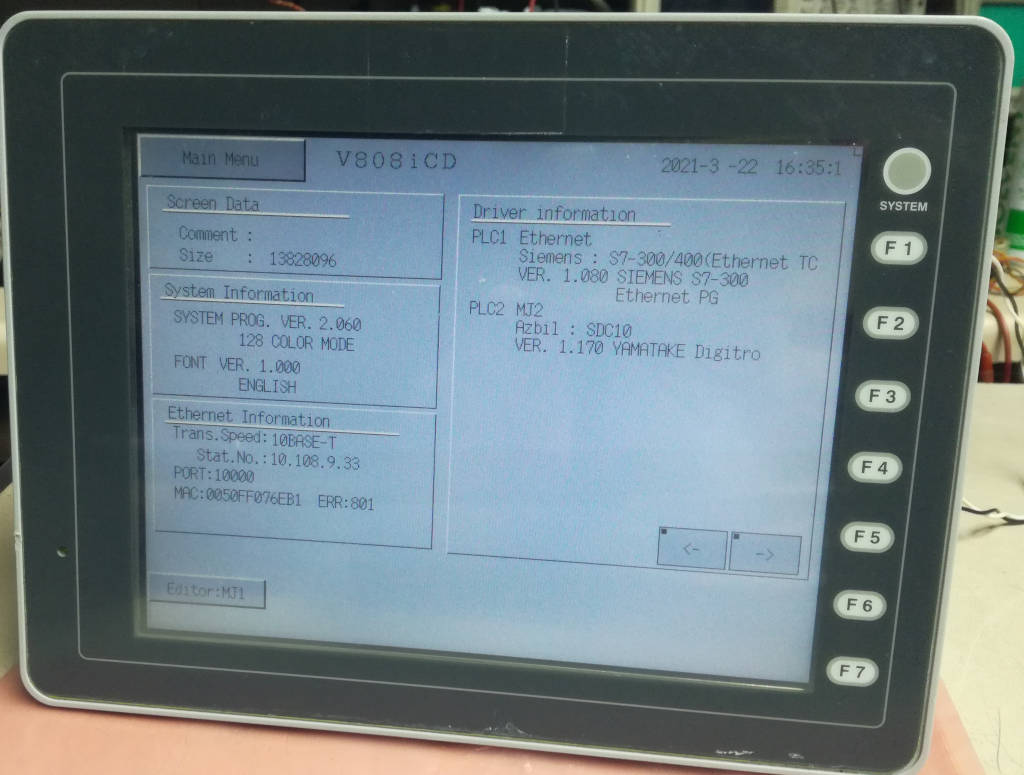 Main Menu
V808iCD
2021-3 -22 16:35:1
Screen Data
Comment :
Size : 13828096
System Information
SYSTEM PROG. VER. 2.060
128 COLOR MODE
FONT VER. 1.000
ENGLISH
Ethernet Information
Trans.Speed:10BASE-T
Stat.No.:10.108.9.33
PORT:10000
MAC:0050FF076EB1 ERR:801
Editor:MJ1
Driver information
PLC1 Ethernet
Siemens : S7-300/400(Ethernet TC
VER. 1.080 SIEMENS S7-300
Ethernet PG
PLC2 MJ2
Azbil : SDC10
VER. 1.170 YAMATAKE Digitro
<- ->
SYSTEM
F1
F2
F3
F4
F5
F6
F7